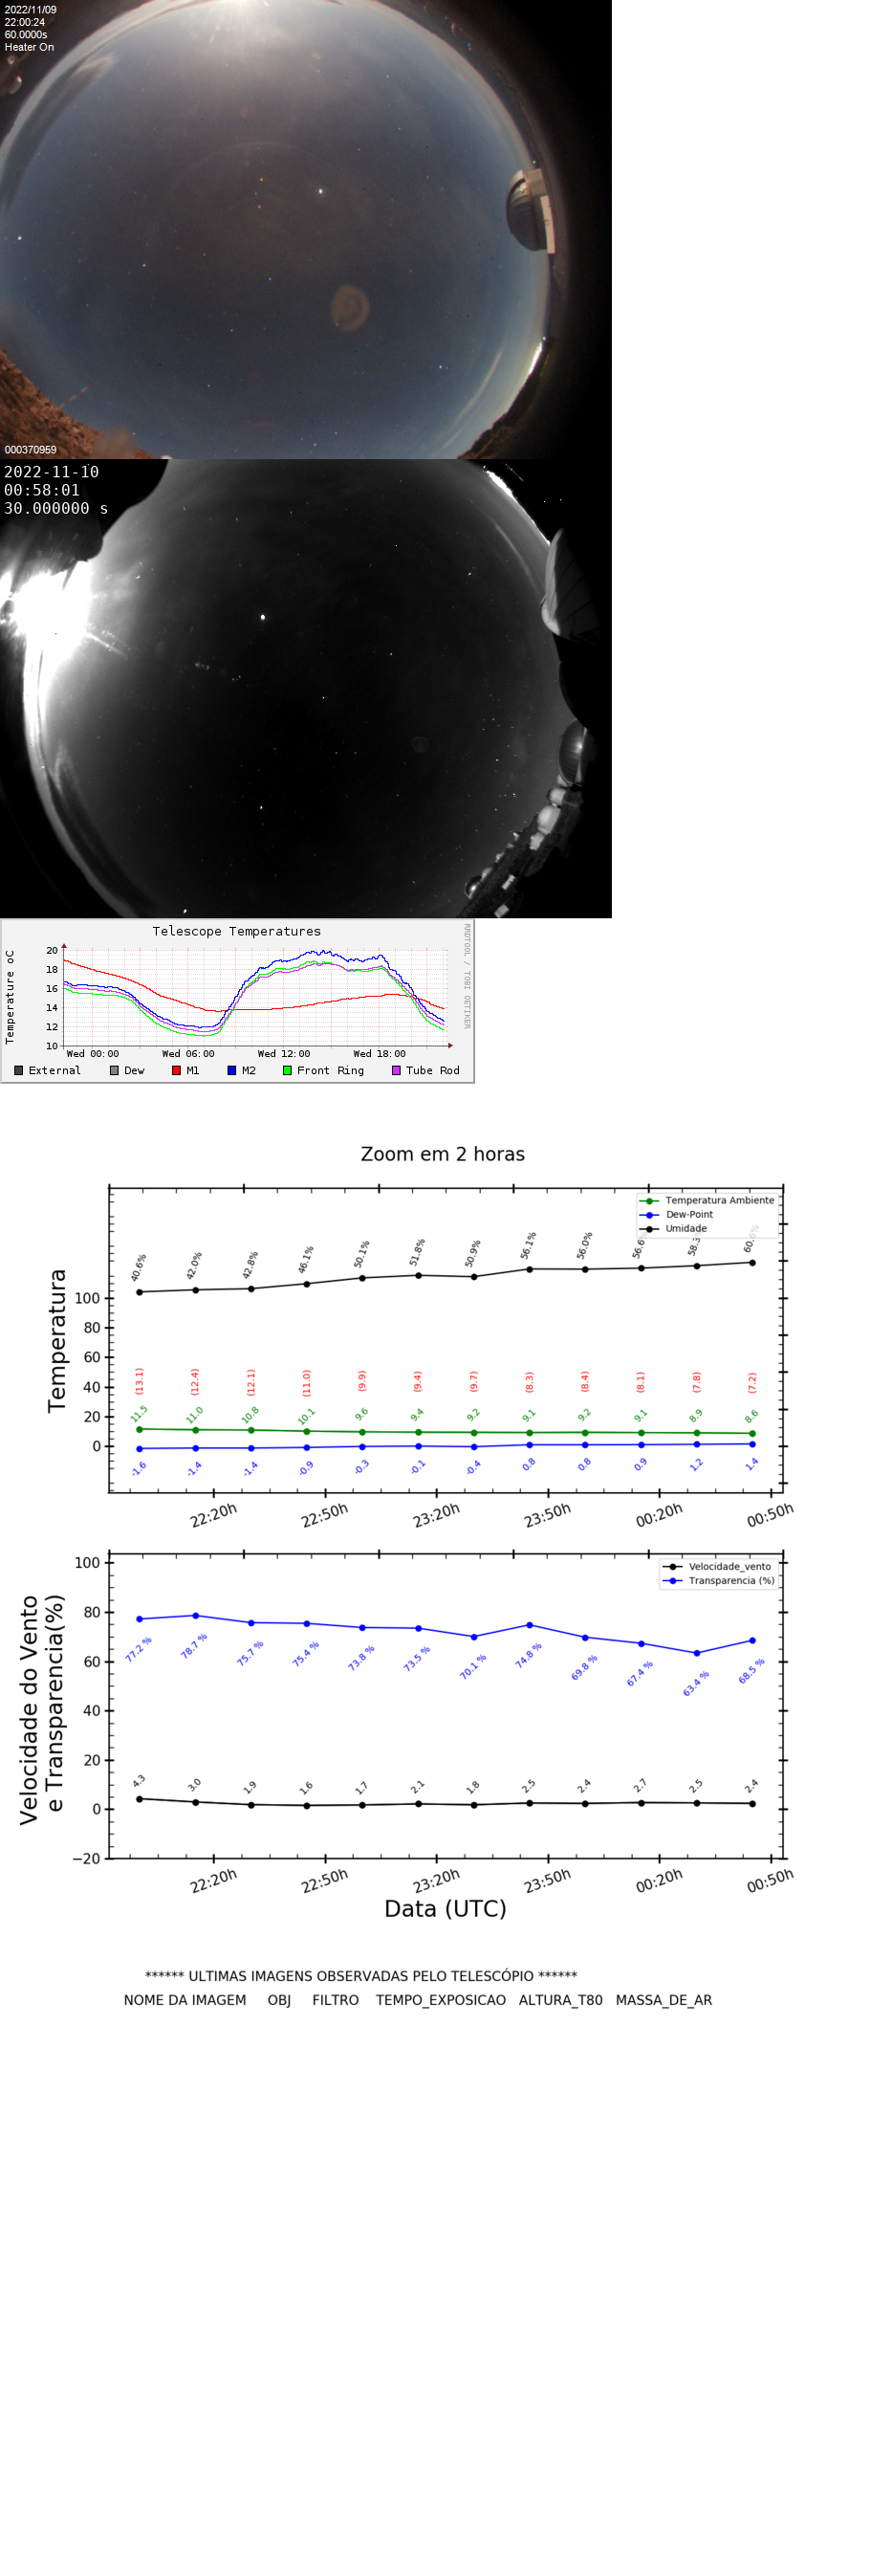 2022/11/09
22:00:24
60.0000s
Heater On
000370959
2022-11-10
00:58:01
30.000000 s
Telescope Temperatures
Temperature oC
RRDTOOL / TOBI OETIKER
20
18
16
14
12
10
Wed 00:00 Wed 06:00 Wed 12:00 Wed 18:00
External Dew M1 M2 Front Ring Tube Rod
Zoom em 2 horas
Temperatura Ambiente
Dew-Point
Umidade
Temperatura
40.6% 42.0% 42.8% 46.1% 50.1% 51.8% 50.9% 56.1% 56.0% 56.6 58.3 60.
100
80
60
40
20
0
(13.1) (12.4) (12.1) (11.0) (9.9) (9.4) (9.7) (8.3) (8.4) (8.1) (7.8) (7.2)
11.5 11.0 10.8 10.1 9.6 9.4 9.2 9.1 9.2 9.1 8.9 8.6
-1.6 -1.4 -1.4 -0.9 -0.3 -0.1 -0.4 0.8 0.8 0.9 1.2 1.4
22:20h 22:50h 23:20h 23:50h 00:20h 00:50h
Velocidade_vento
Transparencia (%)
Velocidade do Vento
e Transparencia(%)
100
80
60
40
20
0
−20
77.2 % 78.7 % 75.7 % 75.4 % 73.8 % 73.5 % 70.1 % 74.8 % 69.8 % 67.4 % 63.4 % 68.5 %
4.3 3.0 1.9 1.6 1.7 2.1 1.8 2.5 2.4 2.7 2.5 2.4
22:20h 22:50h 23:20h 23:50h 00:20h 00:50h
Data (UTC)
****** ULTIMAS IMAGENS OBSERVADAS PELO TELESCÓPIO ******
NOME DA IMAGEM OBJ FILTRO TEMPO_EXPOSICAO ALTURA_T80 MASSA_DE_AR